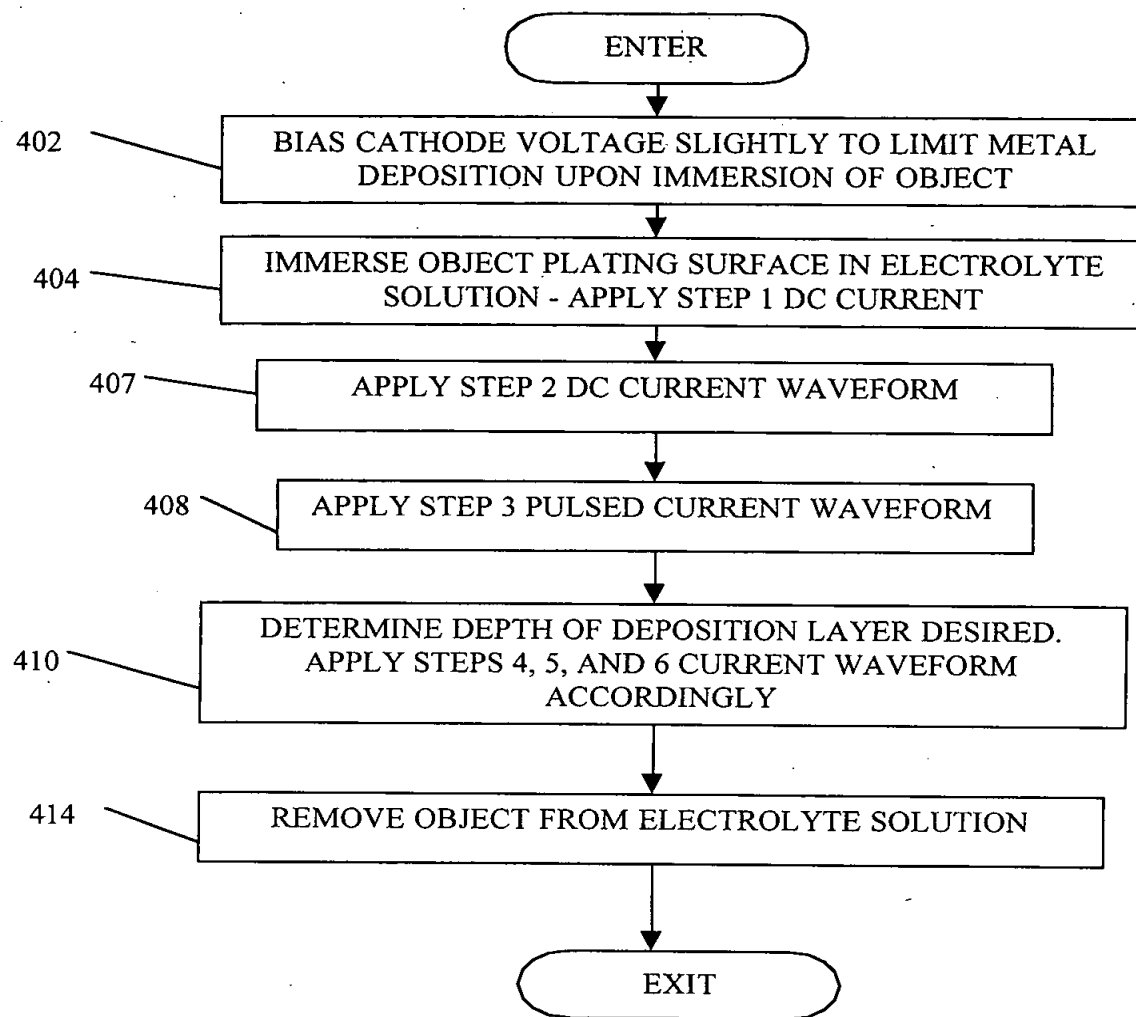 ENTER
402
BIAS CATHODE VOLTAGE SLIGHTLY TO LIMIT METAL
DEPOSITION UPON IMMERSION OF OBJECT
404
IMMERSE OBJECT PLATING SURFACE IN ELECTROLYTE
SOLUTION - APPLY STEP 1 DC CURRENT
407
APPLY STEP 2 DC CURRENT WAVEFORM
408
APPLY STEP 3 PULSED CURRENT WAVEFORM
410
DETERMINE DEPTH OF DEPOSITION LAYER DESIRED.
APPLY STEPS 4, 5, AND 6 CURRENT WAVEFORM
ACCORDINGLY
414
REMOVE OBJECT FROM ELECTROLYTE SOLUTION
EXIT